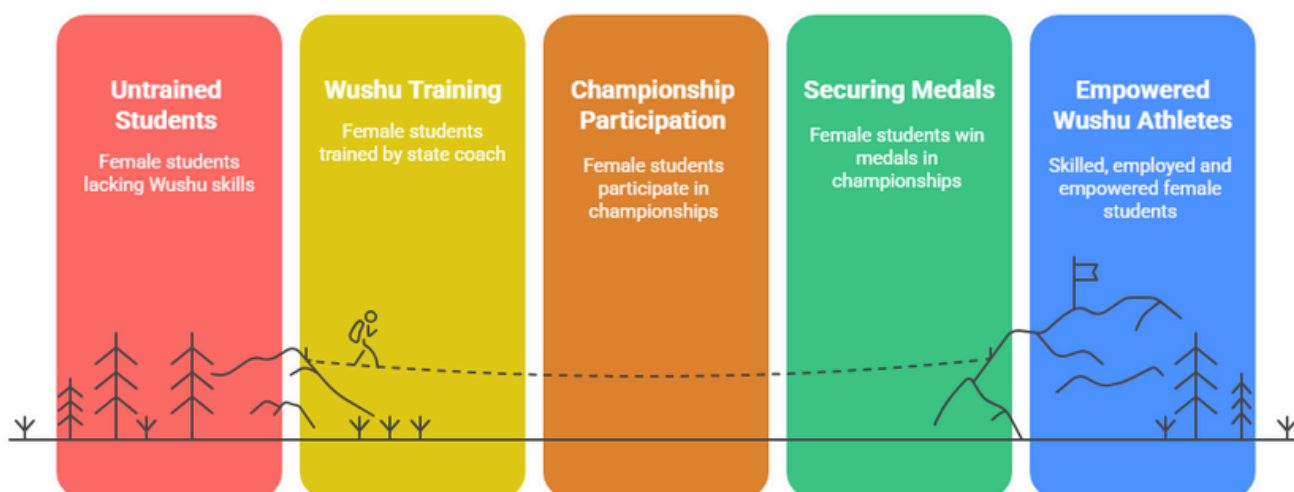 Untrained
Students
Female students
lacking Wushu skills
Wushu Training
Female students
trained by state coach
Championship
Participation
Female students
participate in
championships
Securing Medals
Female students win
medals in
championships
Empowered
Wushu Athletes
Skilled, employed and
empowered female
students